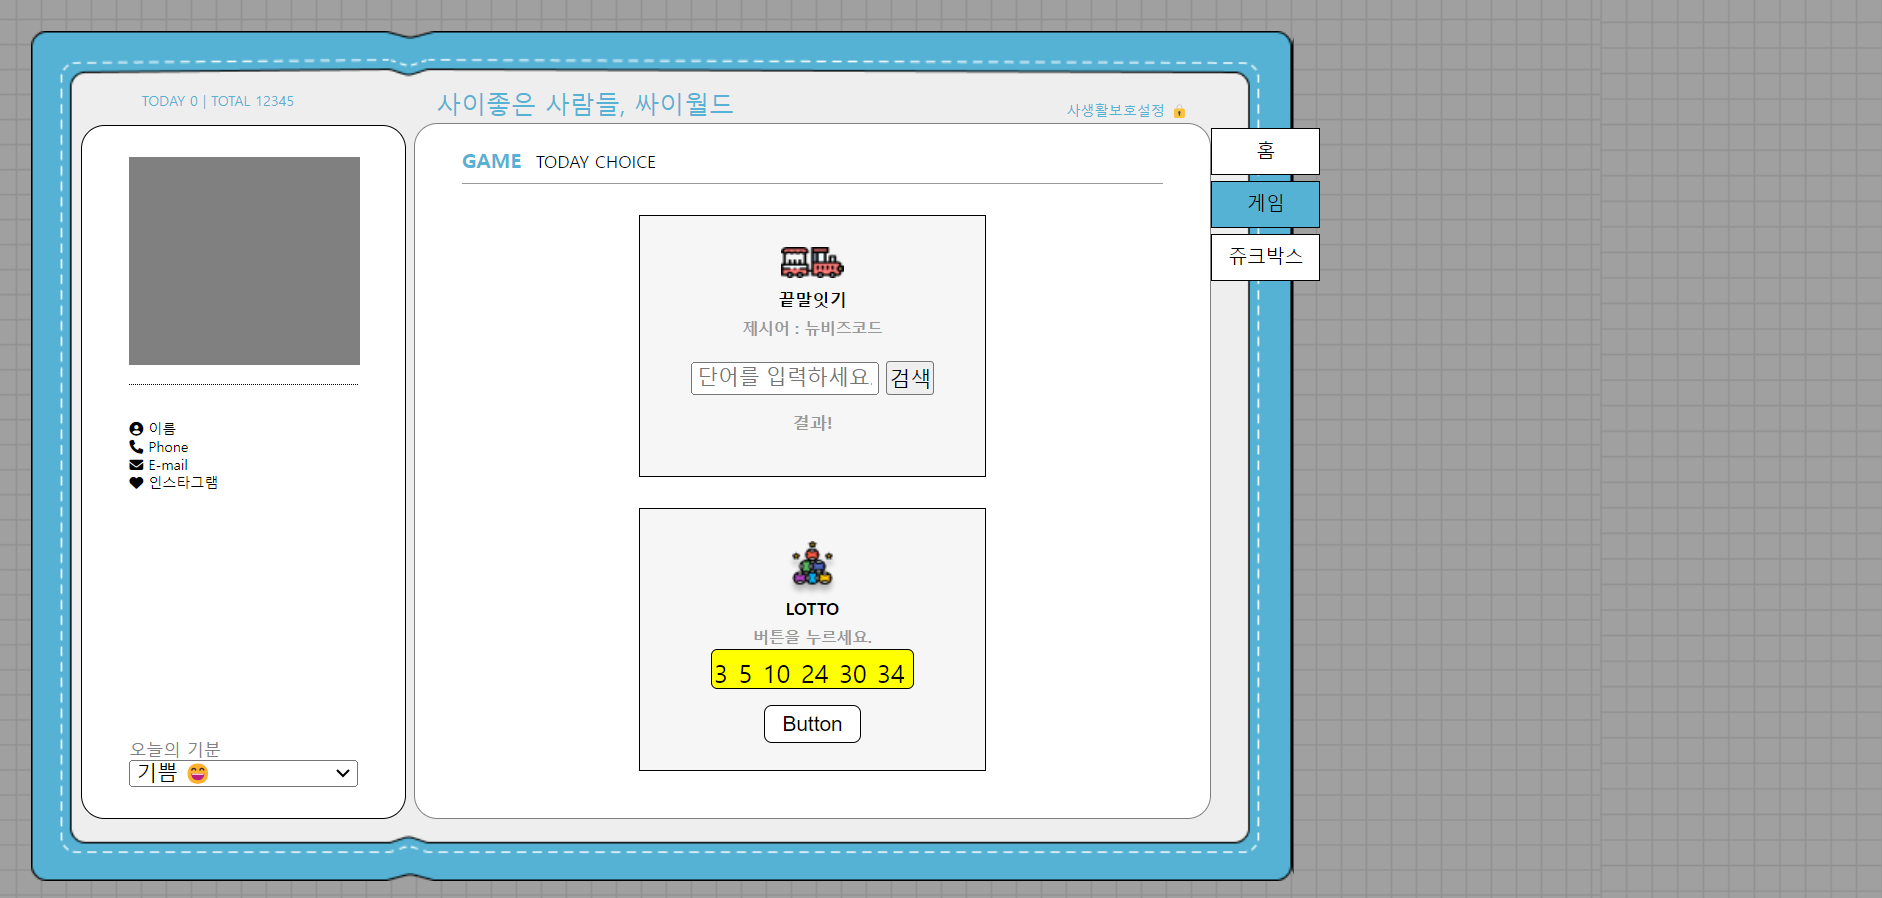 TODAY 0 | TOTAL 12345
사이좋은 사람들, 싸이월드
사생활보호설정
이름
Phone
E-mail
인스타그램
오늘의 기분
기쁨
GAME TODAY CHOICE
끝말잇기
제시어 : 뉴비즈코드
단어를 입력하세요.
검색
결과!
LOTTO
버튼을 누르세요.
3 5 10 24 30 34
Button
홈
게임
쥬크박스